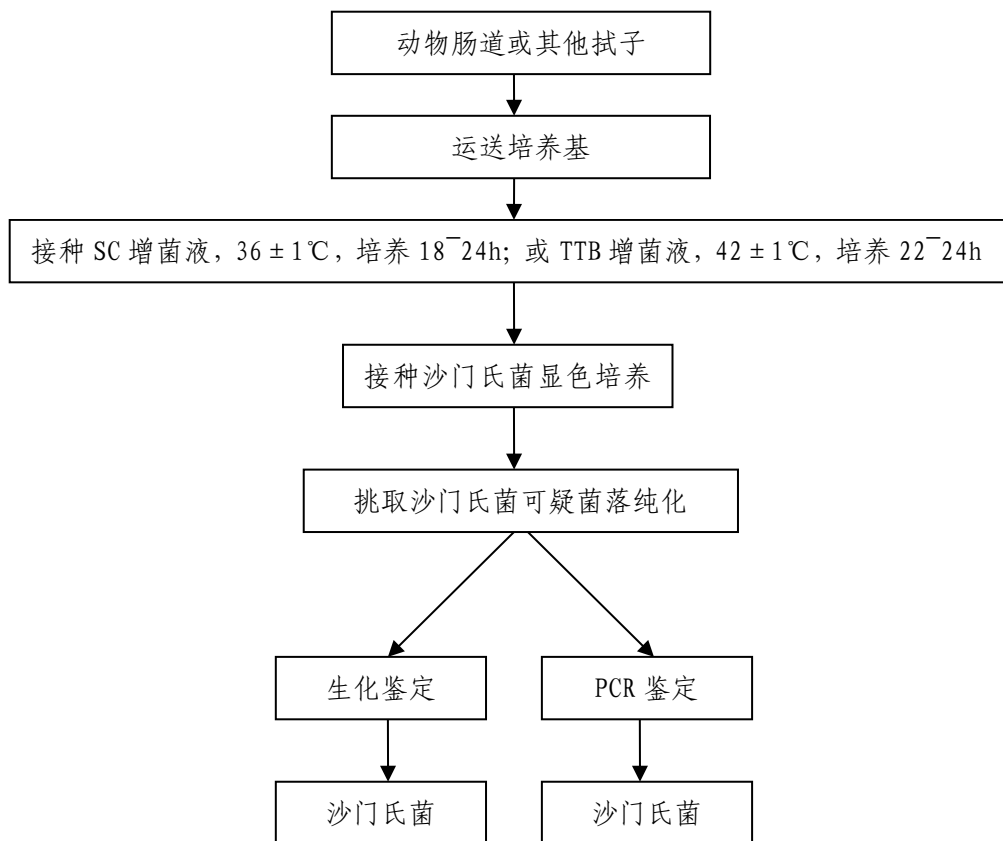 动物肠道或其他拭子
运送培养基
接种 SC 增菌液，36±1℃，培养 18‾24h；或 TTB 增菌液，42±1℃，培养 22‾24h
接种沙门氏菌显色培养
挑取沙门氏菌可疑菌落纯化
生化鉴定
PCR 鉴定
沙门氏菌
沙门氏菌